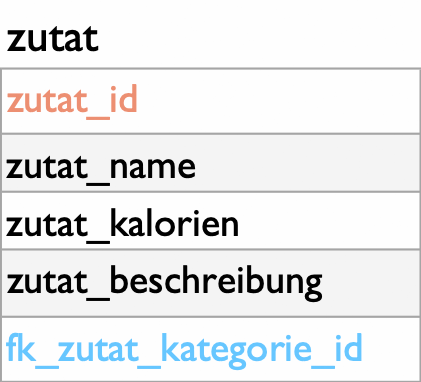 zutat
zutat_id
zutat_name
zutat_kalorien
zutat_beschreibung
fk_zutat_kategorie_id